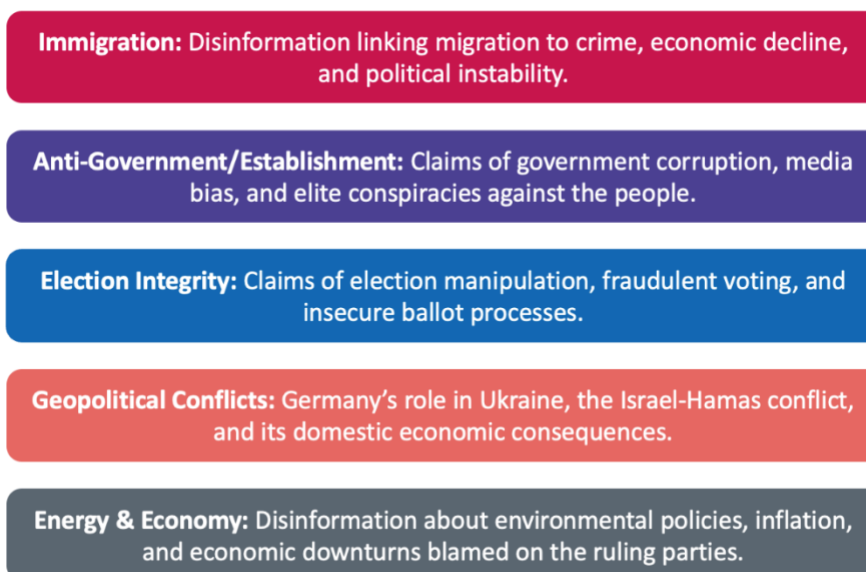 Immigration: Disinformation linking migration to crime, economic decline,
and political instability.
Anti-Government/Establishment: Claims of government corruption, media
bias, and elite conspiracies against the people.
Election Integrity: Claims of election manipulation, fraudulent voting, and
insecure ballot processes.
Geopolitical Conflicts: Germany’s role in Ukraine, the Israel-Hamas conflict,
and its domestic economic consequences.
Energy & Economy: Disinformation about environmental policies, inflation,
and economic downturns blamed on the ruling parties.